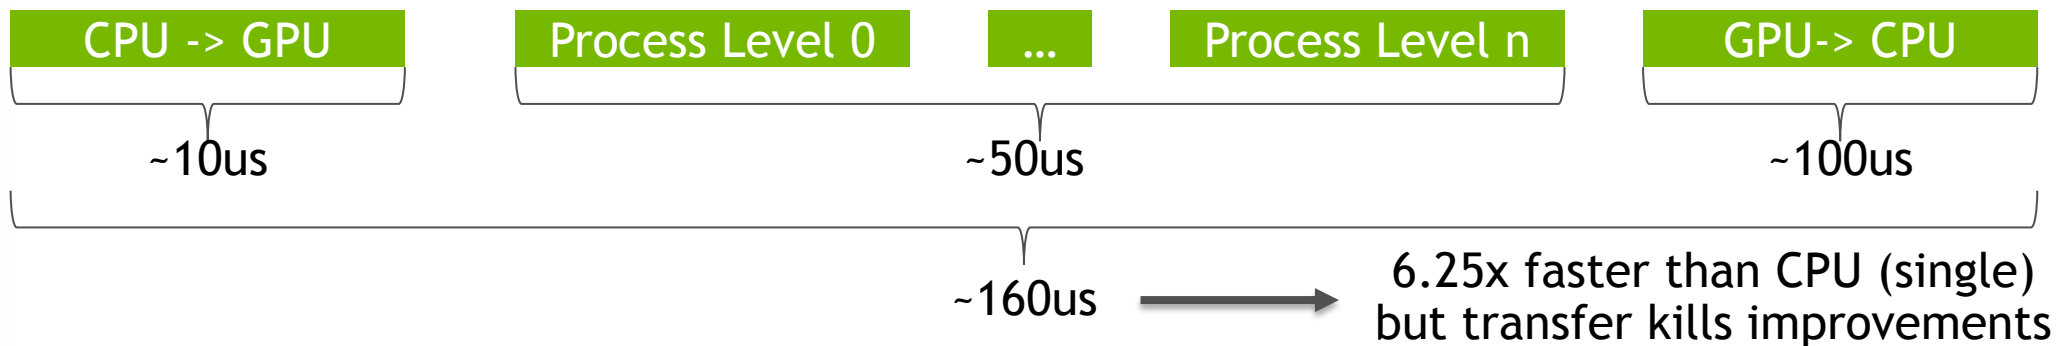 CPU -> GPU
Process Level 0
...
Process Level n
GPU-> CPU
~10us
~50us
~100us
~160us
6.25x faster than CPU (single)
but transfer kills improvements